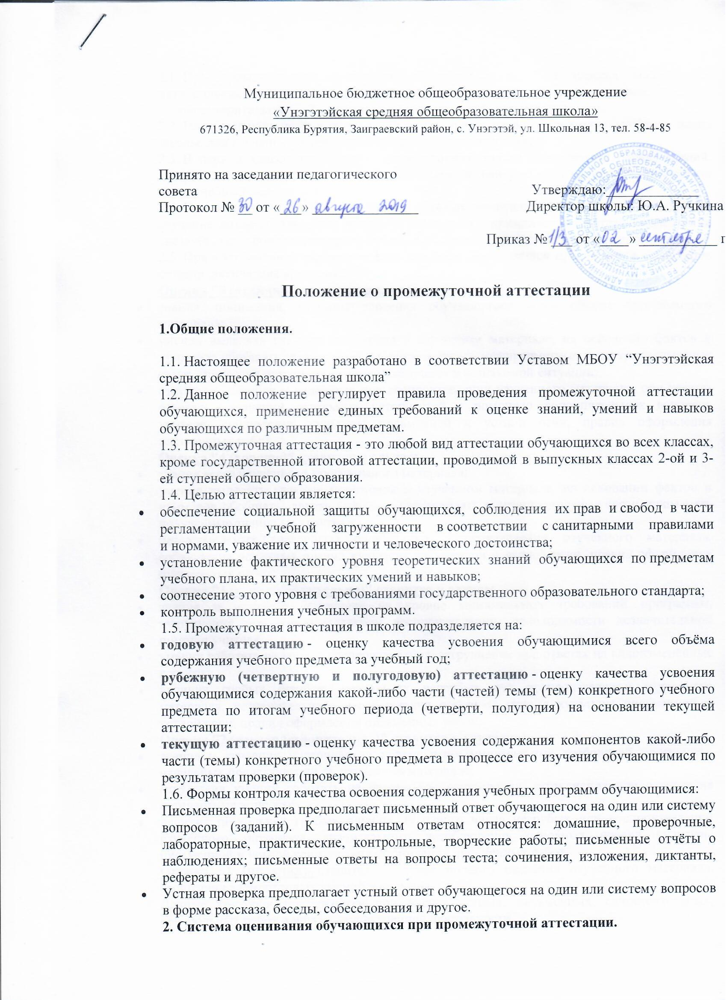 Муниципальное бюджетное общеобразовательное учреждение
«Унэгэтэйская средняя общеобразовательная школа»
671326, Республика Бурятия, Заиграевский район, с. Унэгэтэй, ул. Школьная 13, тел. 58-4-85
Принято на заседании педагогического
совета
Протокол № 30 от «26» августа 2019
Утверждаю:
Директор школы: Ю.А. Ручкина
Приказ № 1/3 от «02» сентября г
Положение о промежуточной аттестации
1.Общие положения.
1.1. Настоящее положение разработано в соответствии Уставом МБОУ “Унэгэтэйская
средняя общеобразовательная школа”
1.2. Данное положение регулирует правила проведения промежуточной аттестации
обучающихся, применение единых требований к оценке знаний, умений и навыков
обучающихся по различным предметам.
1.3. Промежуточная аттестация - это любой вид аттестации обучающихся во всех классах,
кроме государственной итоговой аттестации, проводимой в выпускных классах 2-ой и 3-
ей ступеней общего образования.
1.4. Целью аттестации является:
• обеспечение социальной защиты обучающихся, соблюдения их прав и свобод в части
регламентации учебной загруженности в соответствии с санитарными правилами
и нормами, уважение их личности и человеческого достоинства;
• установление фактического уровня теоретических знаний обучающихся по предметам
учебного плана, их практических умений и навыков;
• соотнесение этого уровня с требованиями государственного образовательного стандарта;
• контроль выполнения учебных программ.
1.5. Промежуточная аттестация в школе подразделяется на:
• годовую аттестацию - оценку качества усвоения обучающимися всего объёма
содержания учебного предмета за учебный год;
• рубежную (четвертную и полугодовую) аттестацию - оценку качества усвоения
обучающимися содержания какой-либо части (частей) темы (тем) конкретного учебного
предмета по итогам учебного периода (четверти, полугодия) на основании текущей
аттестации;
• текущую аттестацию - оценку качества усвоения содержания компонентов какой-либо
части (темы) конкретного учебного предмета в процессе его изучения обучающимися по
результатам проверки (проверок).
1.6. Формы контроля качества освоения содержания учебных программ обучающимися:
• Письменная проверка предполагает письменный ответ обучающегося на один или систему
вопросов (заданий). К письменным ответам относятся: домашние, проверочные,
лабораторные, практические, контрольные, творческие работы; письменные отчёты о
наблюдениях; письменные ответы на вопросы теста; сочинения, изложения, диктанты,
рефераты и другое.
• Устная проверка предполагает устный ответ обучающегося на один или систему вопросов
в форме рассказа, беседы, собеседования и другое.
2. Система оценивания обучающихся при промежуточной аттестации.